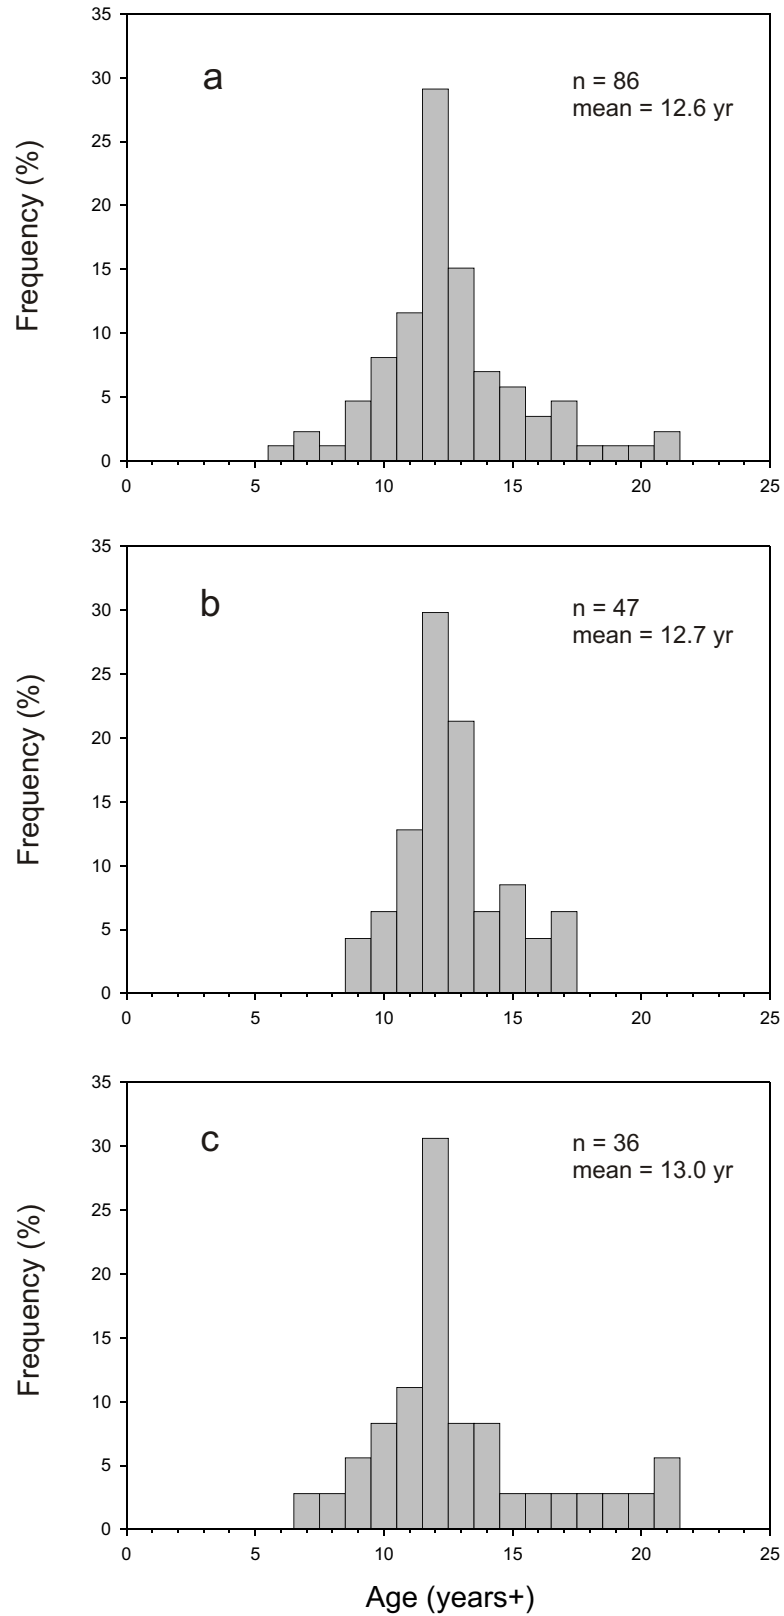 35
30
25
20
15
10
5
0
Frequency (%)
a
n = 86
mean = 12.6 yr
0 5 10 15 20 25
35
30
25
20
15
10
5
0
Frequency (%)
b
n = 47
mean = 12.7 yr
0 5 10 15 20 25
35
30
25
20
15
10
5
0
Frequency (%)
c
n = 36
mean = 13.0 yr
0 5 10 15 20 25
Age (years+)